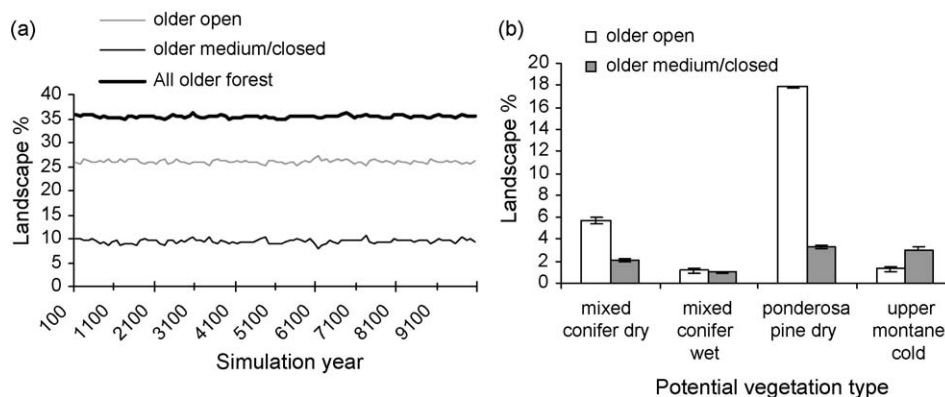 (a)
older open
older medium/closed
All older forest
Landscape %
40
35
30
25
20
15
10
5
0
100
1100
2100
3100
4100
5100
6100
7100
8100
9100
Simulation year
(b)
older open
older medium/closed
Landscape %
20
18
16
14
12
10
8
6
4
2
0
mixed
conifer dry
mixed
conifer
wet
ponderosa
pine dry
upper
montane
cold
Potential vegetation type